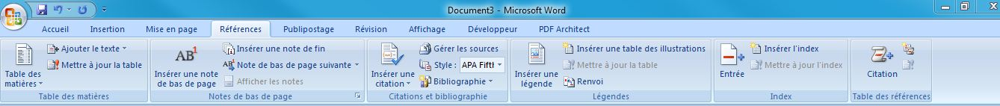 Document3 - Microsoft Word
Accueil Insertion Mise en page Références Publipostage Révision Affichage Développeur PDF Architect
Table des matières
Ajouter le texte
Mettre à jour la table
Table des matières
AB1
Insérer une note de bas de page
Insérer une note de fin
AB1 Note de bas de page suivante
Afficher les notes
Notes de bas de page
Insérer une citation
Gérer les sources
Style : APA Fifth
Bibliographie
Citations et bibliographie
Insérer une légende
Insérer une table des illustrations
Mettre à jour la table
Renvoi
Légendes
Entrée
Insérer l'index
Mettre à jour l'index
Index
Citation
Table des références